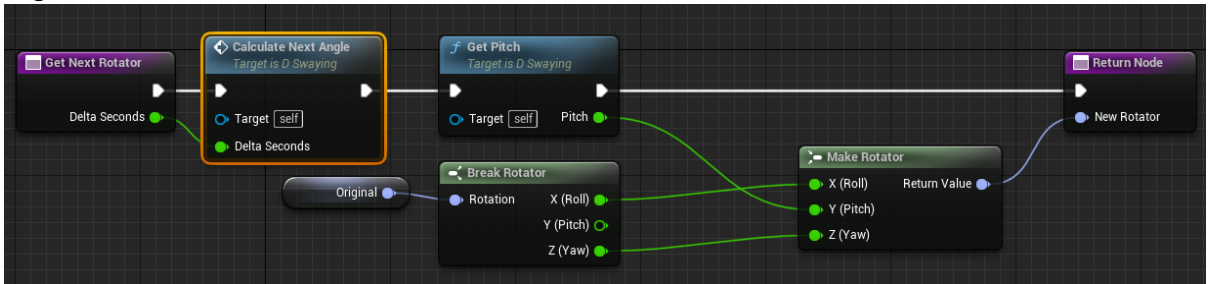 Get Next Rotator
Delta Seconds
Calculate Next Angle
Target is D Swaying
Target self
Delta Seconds
f Get Pitch
Target is D Swaying
Target self Pitch
Return Node
New Rotator
Original
Break Rotator
Rotation X (Roll)
Y (Pitch)
Z (Yaw)
Make Rotator
X (Roll) Return Value
Y (Pitch)
Z (Yaw)